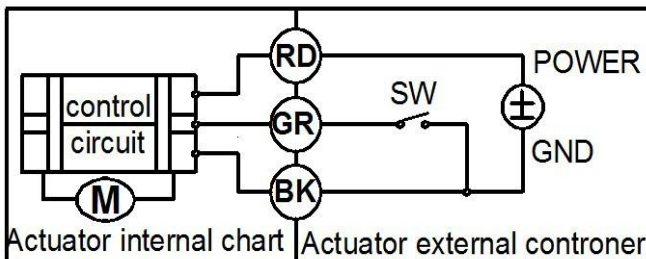 RD
POWER
control
circuit
GR
SW
±
GND
BK
M
Actuator internal chart
Actuator external controner